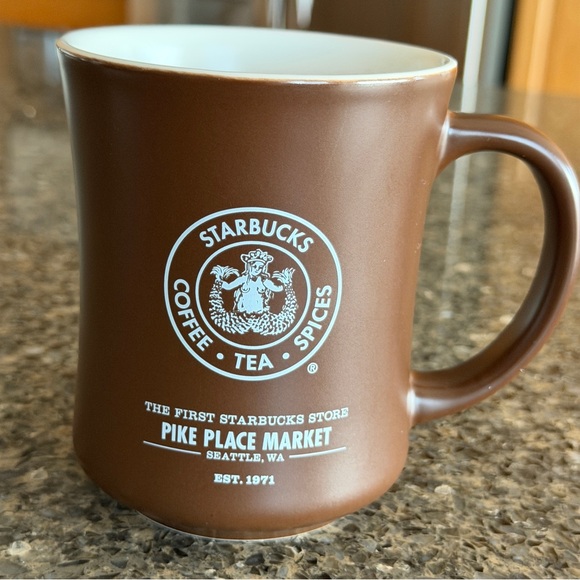 STARBUCKS
COFFEE • TEA • SPICES
®
THE FIRST STARBUCKS STORE
PIKE PLACE MARKET
SEATTLE, WA
EST. 1971